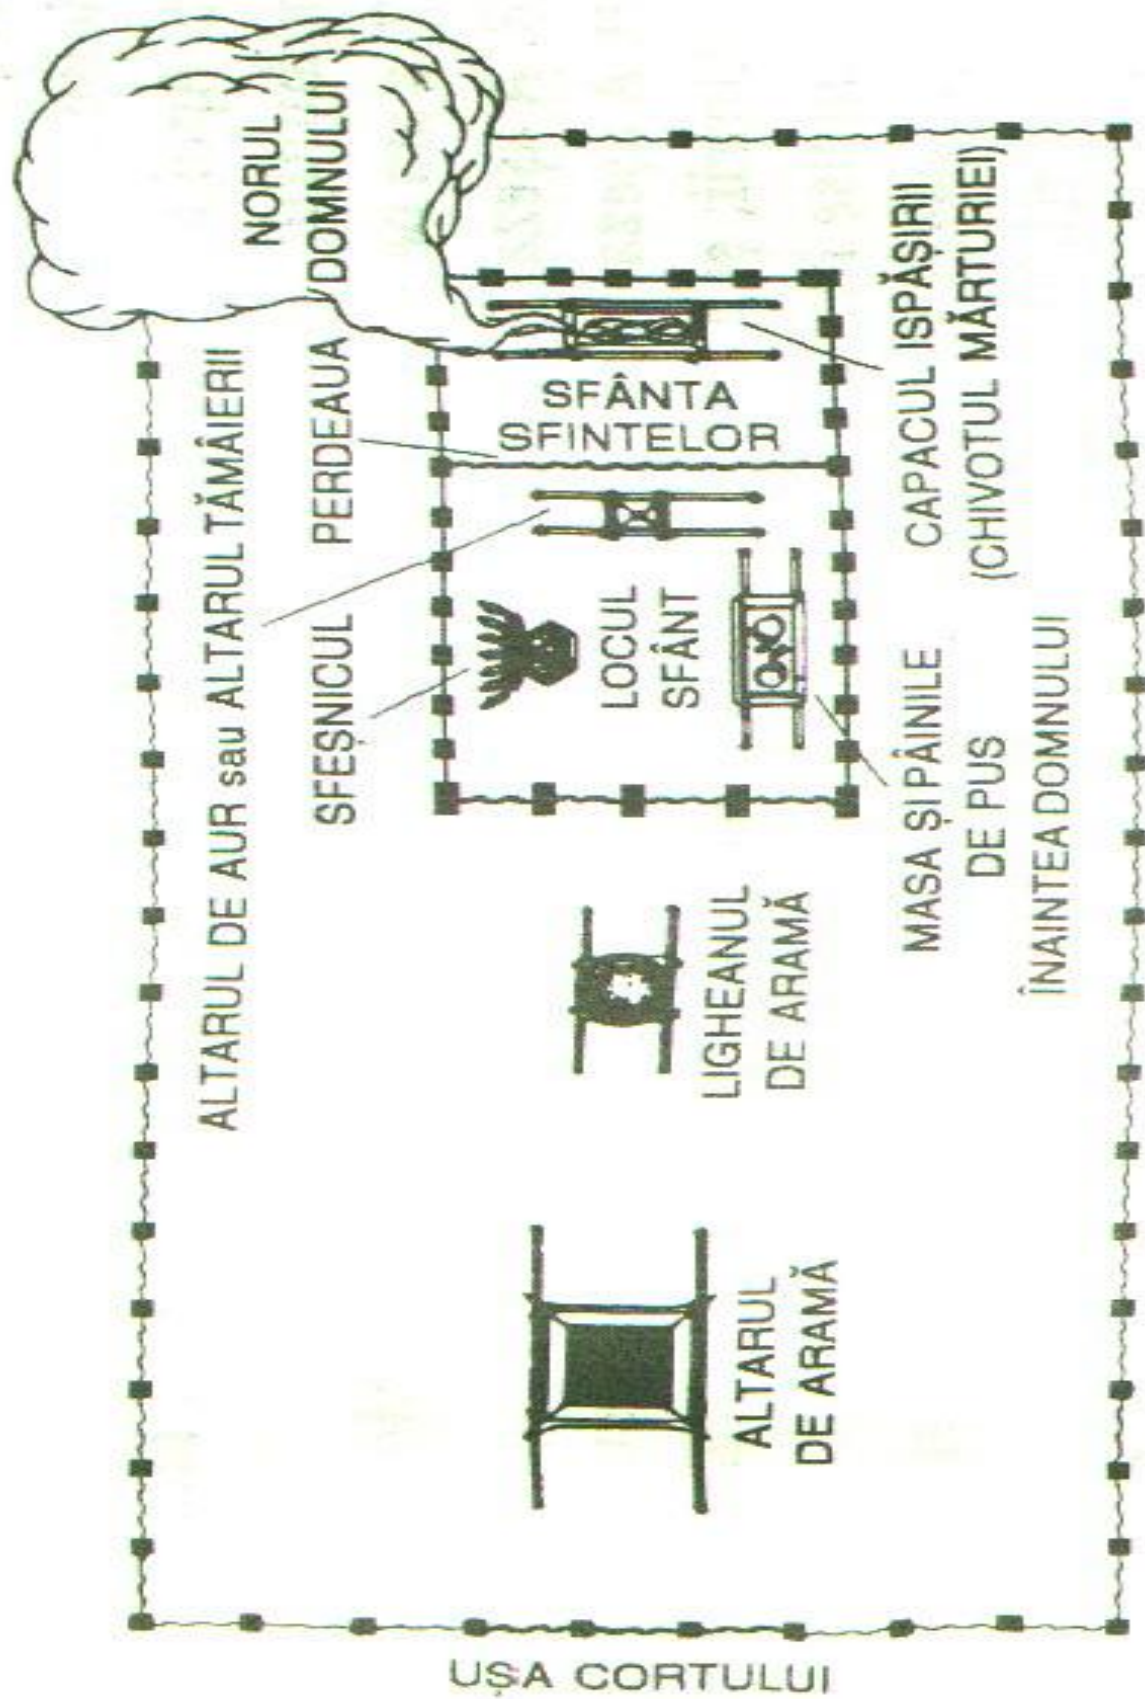 NORUL
DOMNULUI
ALTARUL DE AUR sau ALTARUL TĂMÂIERII
SFEȘNICUL
PERDEAUA
SFÂNTA
SFINTELOR
LOCUL
SFÂNT
CAPACUL ISPĂȘIRII
(CHIVOTUL MĂRTURIEI)
MASA ȘI PÂINILE
DE PUS
ÎNAINTEA DOMNULUI
LIGHEANUL
DE ARAMĂ
ALTARUL
DE ARAMĂ
UȘA CORTULUI